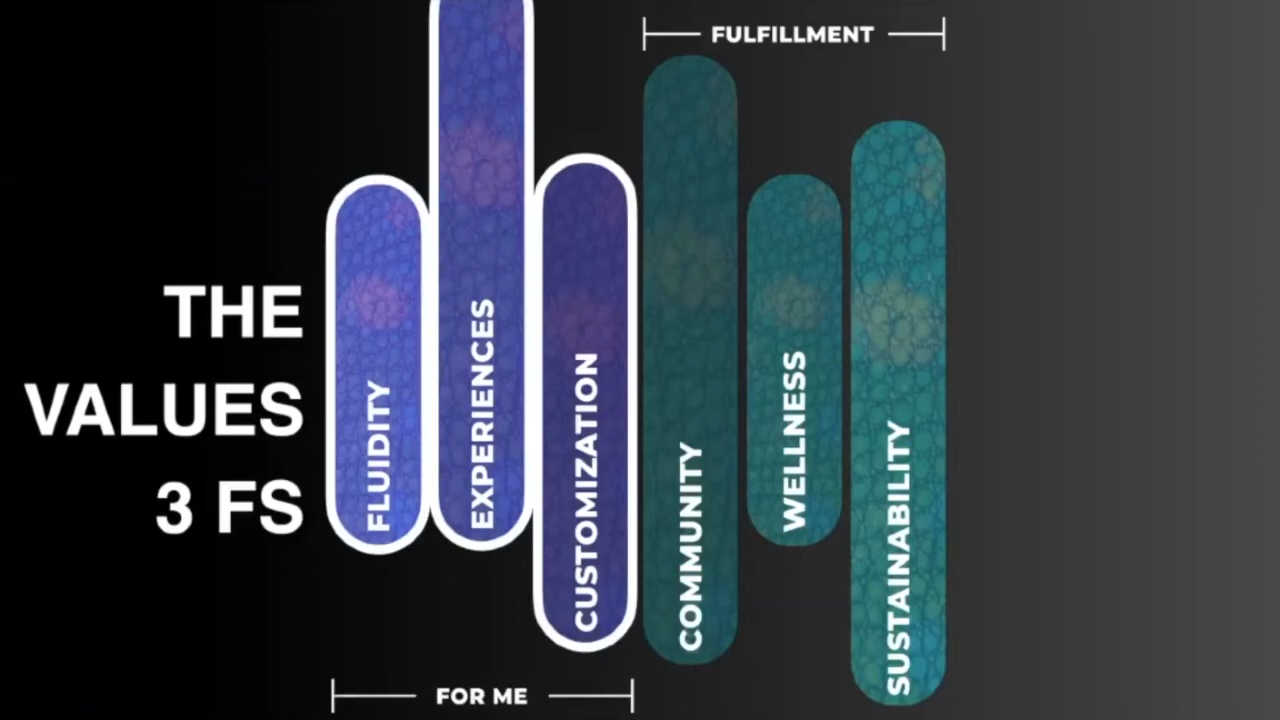 THE
VALUES
3 FS
FLUIDITY
EXPERIENCES
CUSTOMIZATION
COMMUNITY
WELLNESS
SUSTAINABILITY
FULFILLMENT
FOR ME